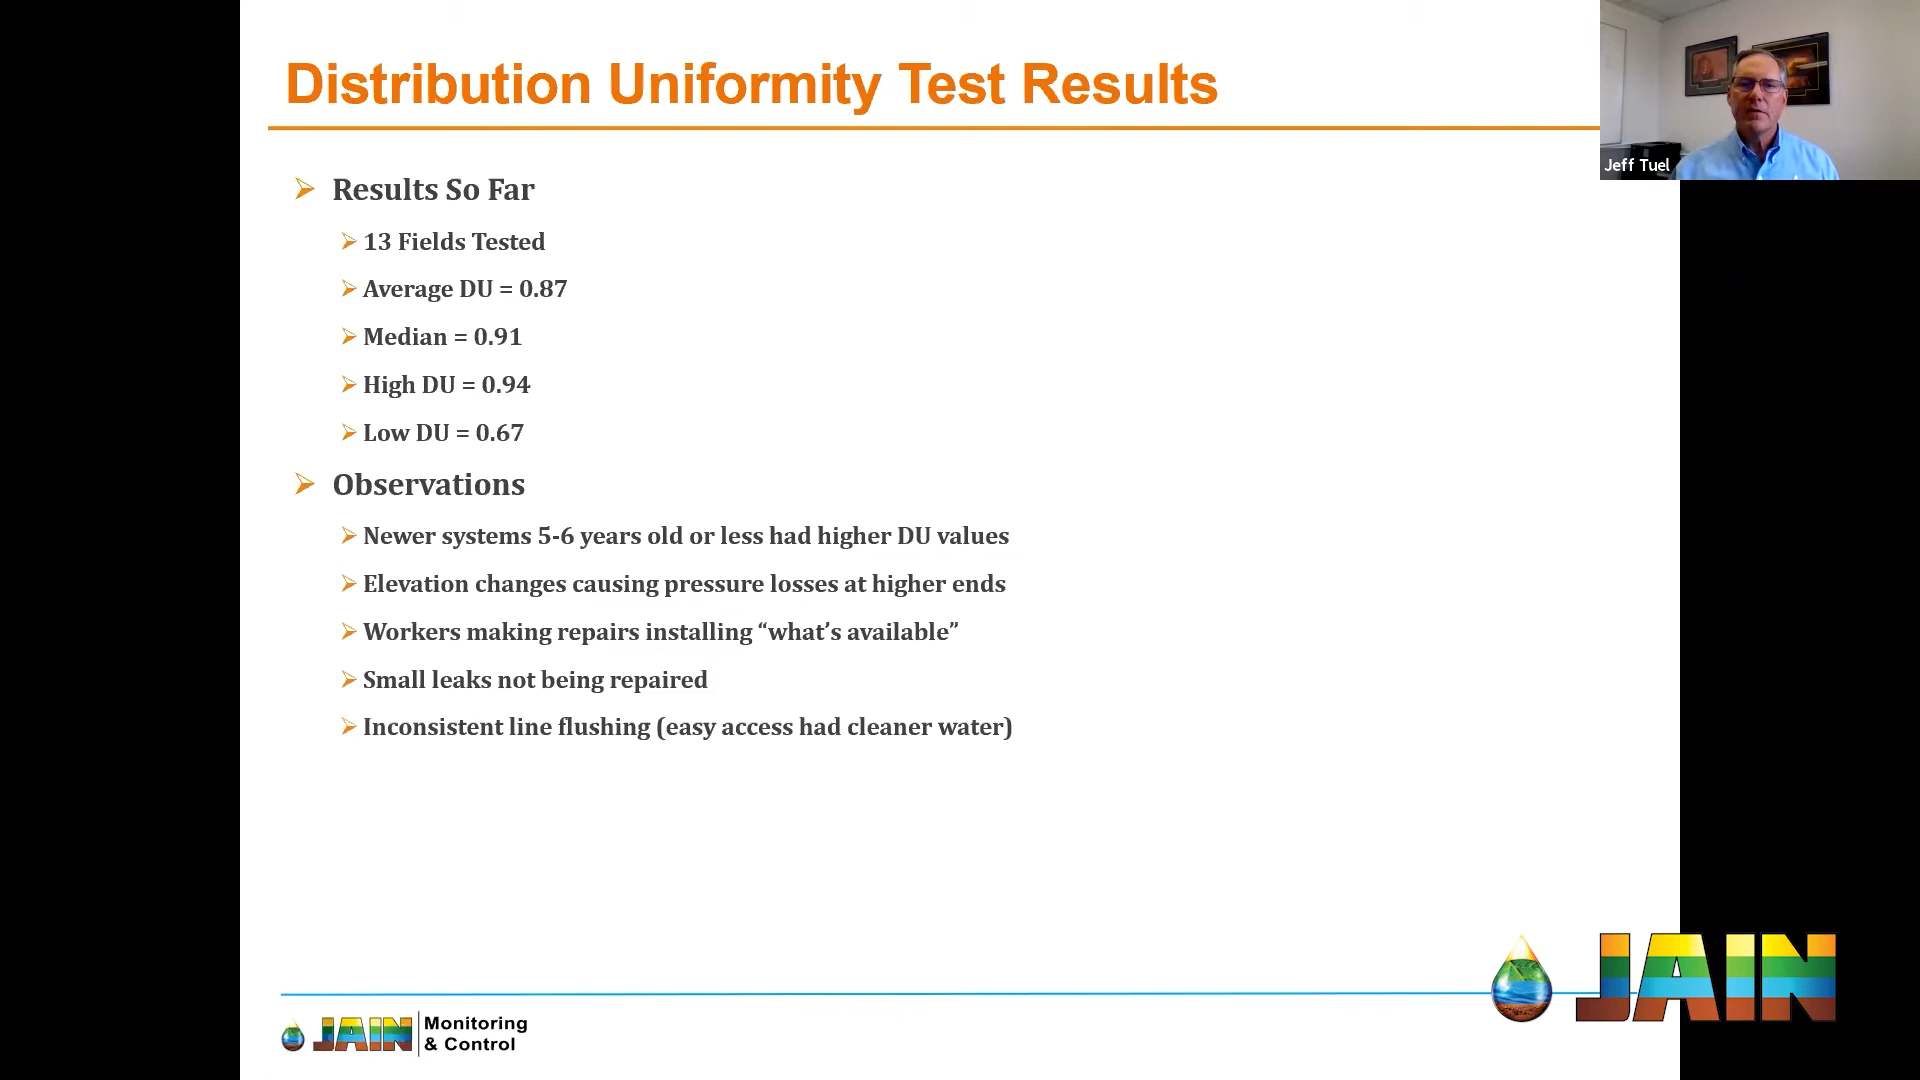 Distribution Uniformity Test Results
Jeff Tuel
Results So Far
13 Fields Tested
Average DU = 0.87
Median = 0.91
High DU = 0.94
Low DU = 0.67
Observations
Newer systems 5-6 years old or less had higher DU values
Elevation changes causing pressure losses at higher ends
Workers making repairs installing “what’s available”
Small leaks not being repaired
Inconsistent line flushing (easy access had cleaner water)
JAIN
JAIN
Monitoring
& Control